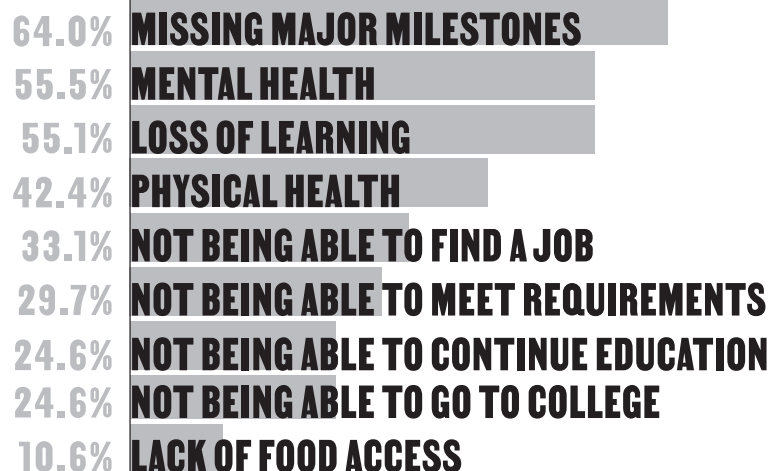 64.0% MISSING MAJOR MILESTONES
55.5% MENTAL HEALTH
55.1% LOSS OF LEARNING
42.4% PHYSICAL HEALTH
33.1% NOT BEING ABLE TO FIND A JOB
29.7% NOT BEING ABLE TO MEET REQUIREMENTS
24.6% NOT BEING ABLE TO CONTINUE EDUCATION
24.6% NOT BEING ABLE TO GO TO COLLEGE
10.6% LACK OF FOOD ACCESS